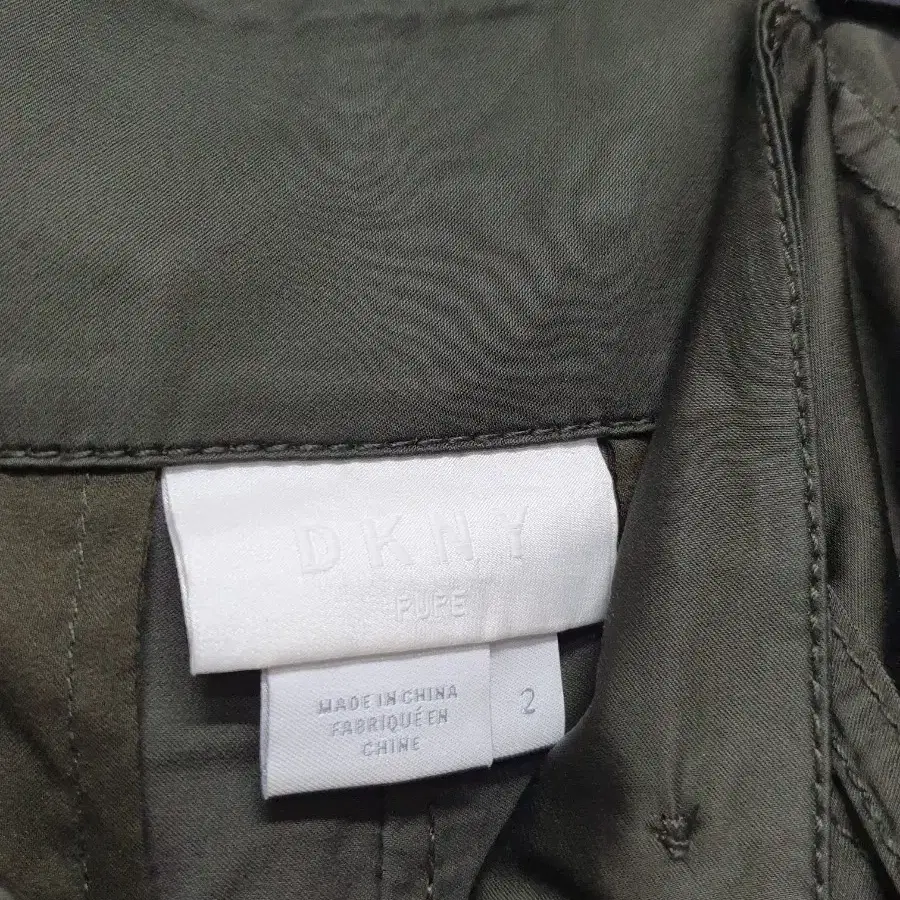 DKNY
PURE
MADE IN CHINA
FABRIQUÉ EN
CHINE
2